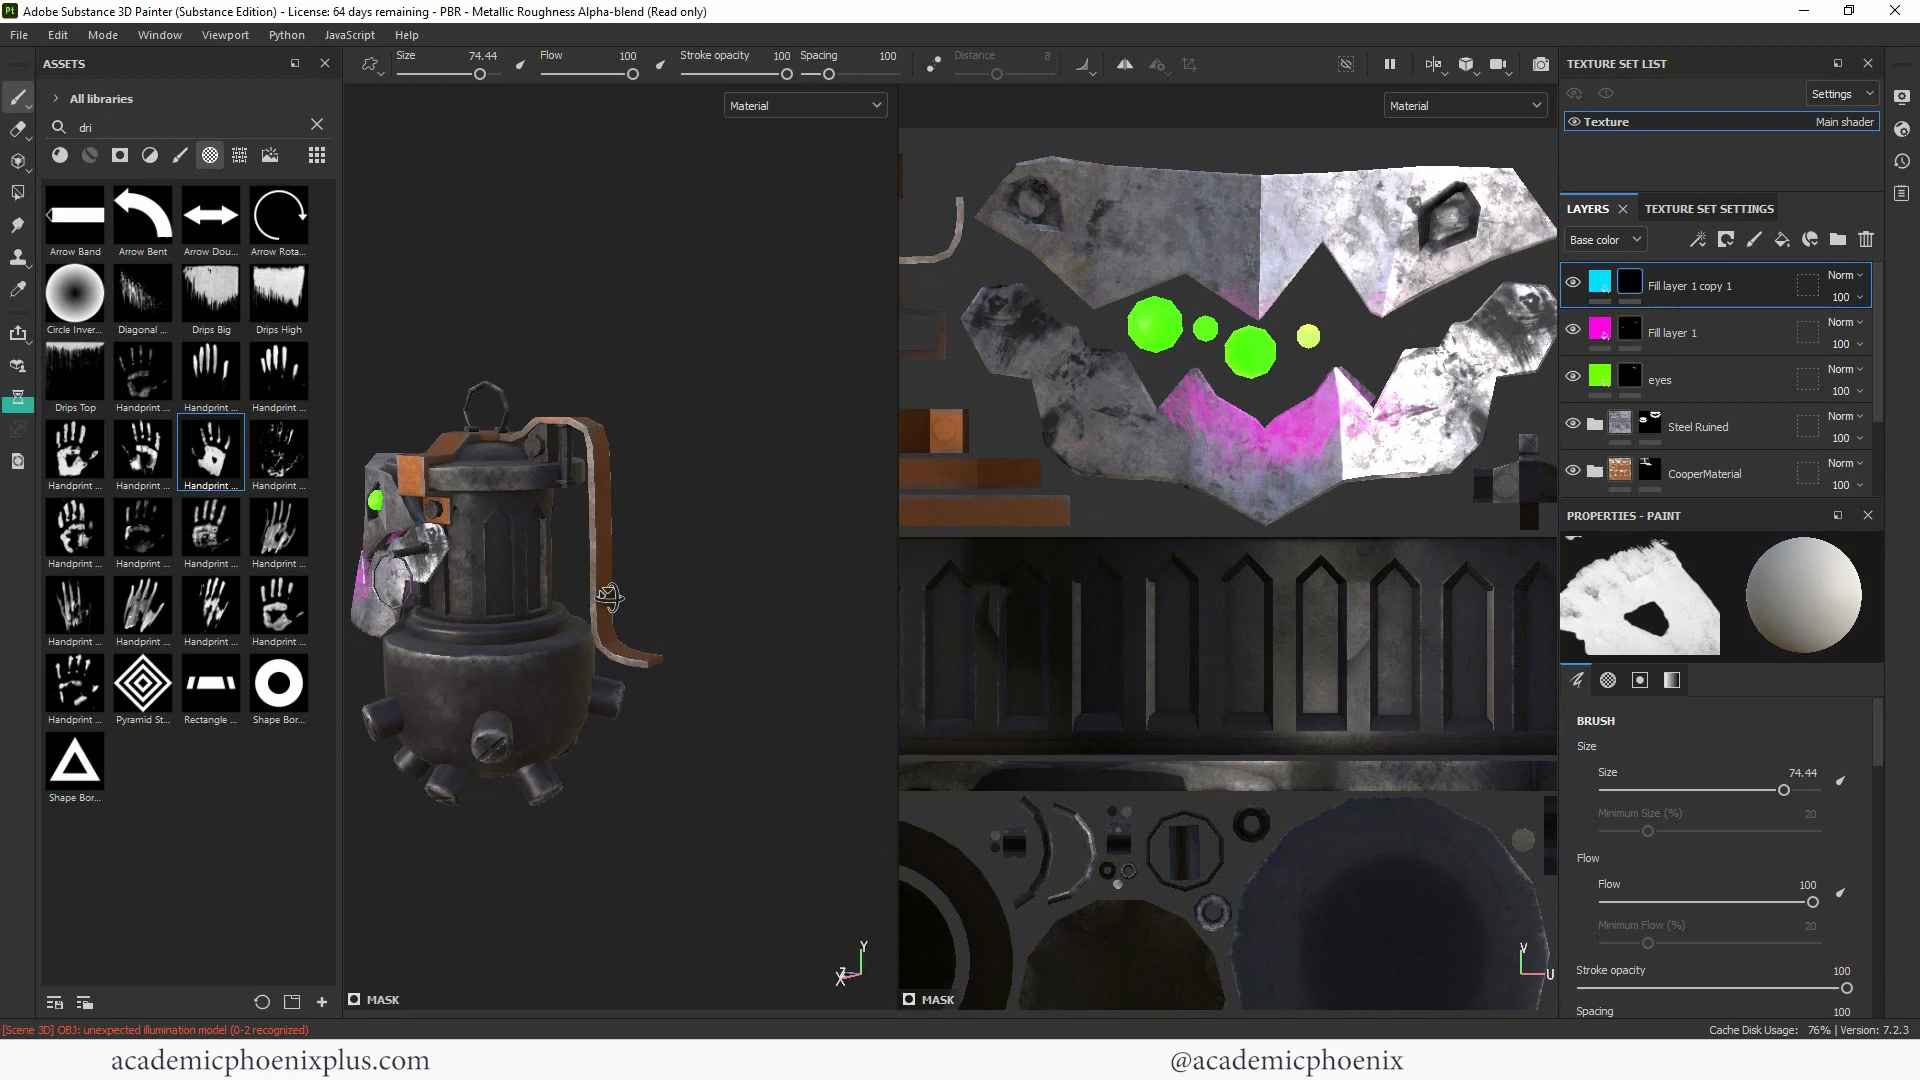 Adobe Substance 3D Painter (Substance Edition) - License: 64 days remaining - PBR - Metallic Roughness Alpha-blend (Read only)
File Edit Mode Window Viewport Python JavaScript Help
ASSETS
All libraries
dri
Arrow Band Arrow Bent Arrow Dou... Arrow Rota...
Circle Inver... Diagonal ... Drips Big Drips High
Drips Top Handprint ... Handprint ... Handprint ...
Handprint ... Handprint ... Handprint ... Handprint ...
Handprint ... Handprint ... Handprint ... Handprint ...
Handprint ... Handprint ... Handprint ... Handprint ...
Handprint ... Pyramid St... Rectangle ... Shape Bor...
Shape Bor...
Size 74.44 Flow 100 Stroke opacity 100 Spacing 100 Distance 8
Material
Material
Y
Z
X
V
U
MASK
MASK
TEXTURE SET LIST
Settings
Texture Main shader
LAYERS TEXTURE SET SETTINGS
Base color
Fill layer 1 copy 1 Norm 100
Fill layer 1 Norm 100
eyes Norm 100
Steel Ruined Norm 100
CooperMaterial Norm 100
PROPERTIES - PAINT
BRUSH
Size
Size 74.44
Minimum Size (%) 20
Flow
Flow 100
Minimum Flow (%) 20
Stroke opacity 100
Spacing 100
[Scene 3D] OBJ: unexpected illumination model (0-2 recognized)
Cache Disk Usage: 76% | Version: 7.2.3
academicphoenixplus.com
@academicphoenix